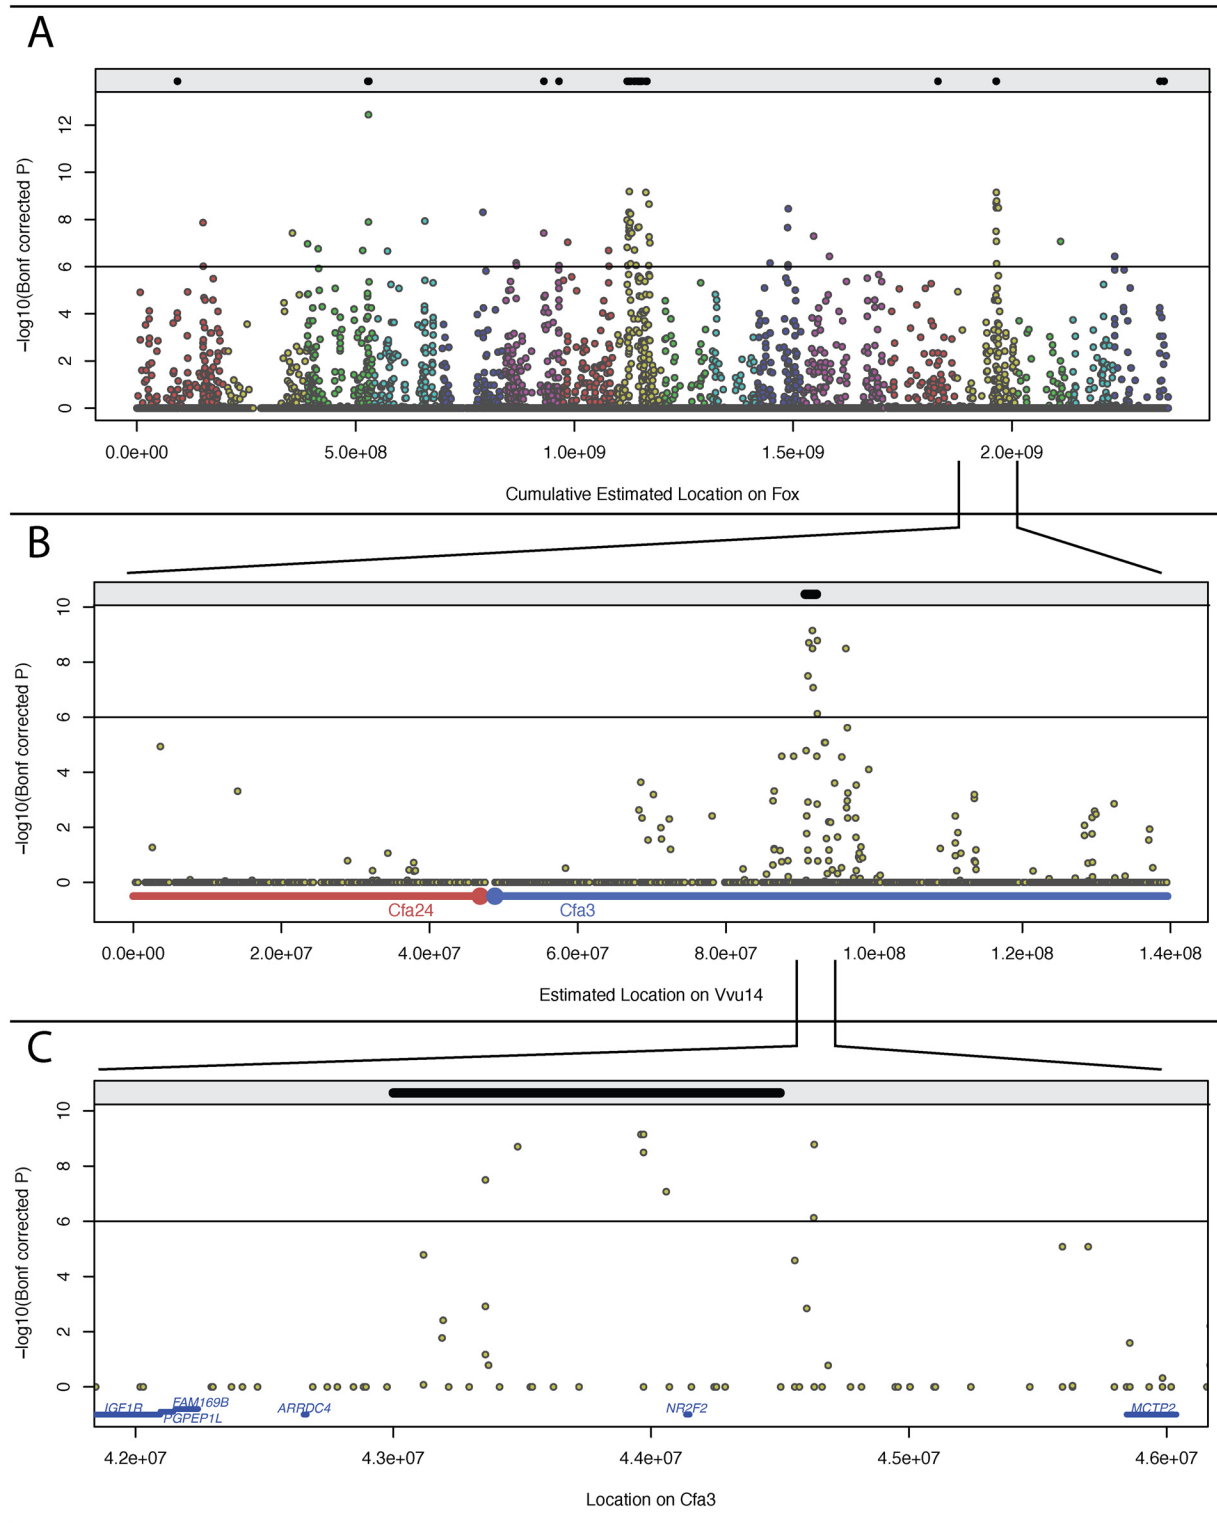 A
12
10
8
6
4
2
0
−log10(Bonf corrected P)
0.0e+00 5.0e+08 1.0e+09 1.5e+09 2.0e+09
Cumulative Estimated Location on Fox
B
10
8
6
4
2
0
−log10(Bonf corrected P)
Cfa24 Cfa3
0.0e+00 2.0e+07 4.0e+07 6.0e+07 8.0e+07 1.0e+08 1.2e+08 1.4e+08
Estimated Location on Vvu14
C
10
8
6
4
2
0
−log10(Bonf corrected P)
IGF1R FAM169B ARRDC4 NR2F2 MCTP2
PGPEP1L
4.2e+07 4.3e+07 4.4e+07 4.5e+07 4.6e+07
Location on Cfa3